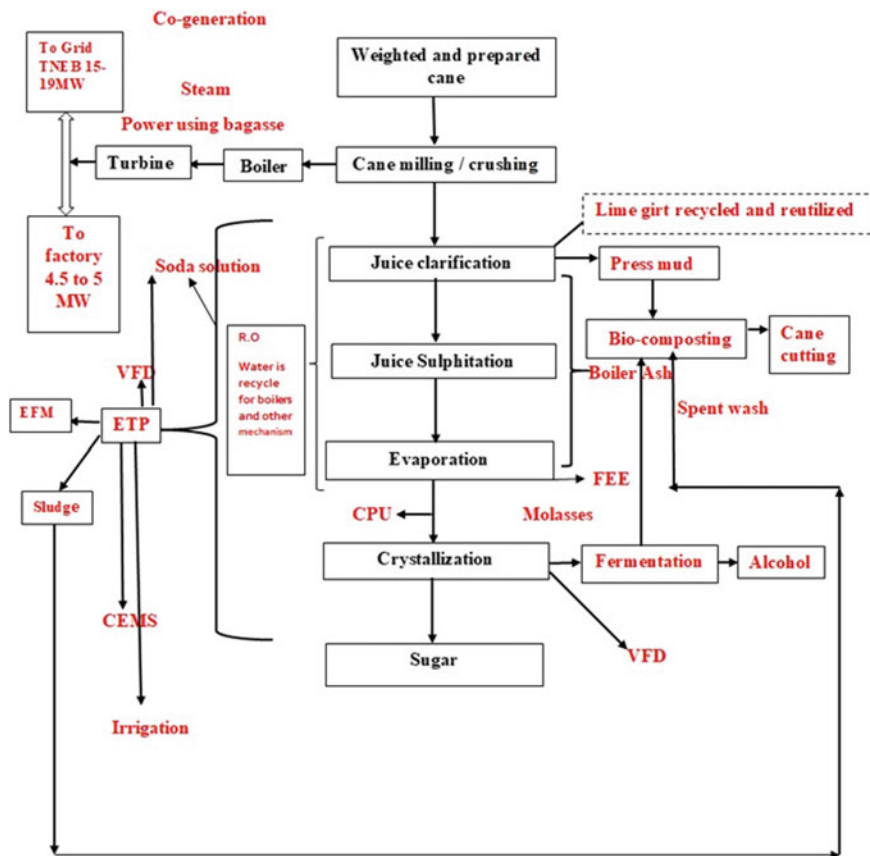 Co-generation
To Grid
TNEB 15-
19MW
Weighted and prepared
cane
Steam
Power using bagasse
Turbine
Boiler
Cane milling / crushing
Lime girt recycled and reutilized
To
factory
4.5 to 5
MW
Soda solution
Juice clarification
Press mud
R.O
Water is
recycle
for boilers
and other
mechanism
Bio-composting
Cane
cutting
Juice Sulphitation
Boiler Ash
VFD
Spent wash
EFM
ETP
Evaporation
FEE
Sludge
CPU
Molasses
Crystallization
Fermentation
Alcohol
CEMS
Sugar
VFD
Irrigation